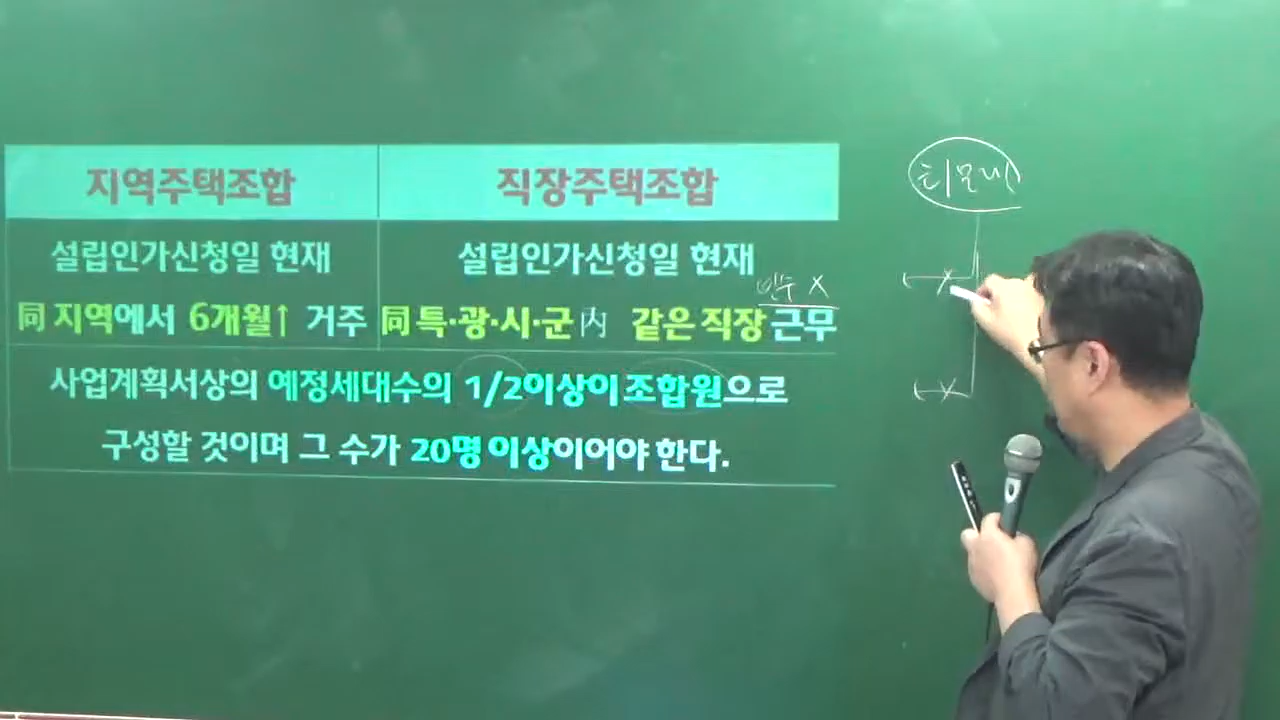 지역주택조합
직장주택조합
설립인가신청일 현재
설립인가신청일 현재
X
同 지역에서 6개월↑ 거주
同 특·광·시·군 內 같은 직장 근무
사업계획서상의 예정세대수의 1/2이상이 조합원으로
구성할 것이며 그 수가 20명 이상이어야 한다.